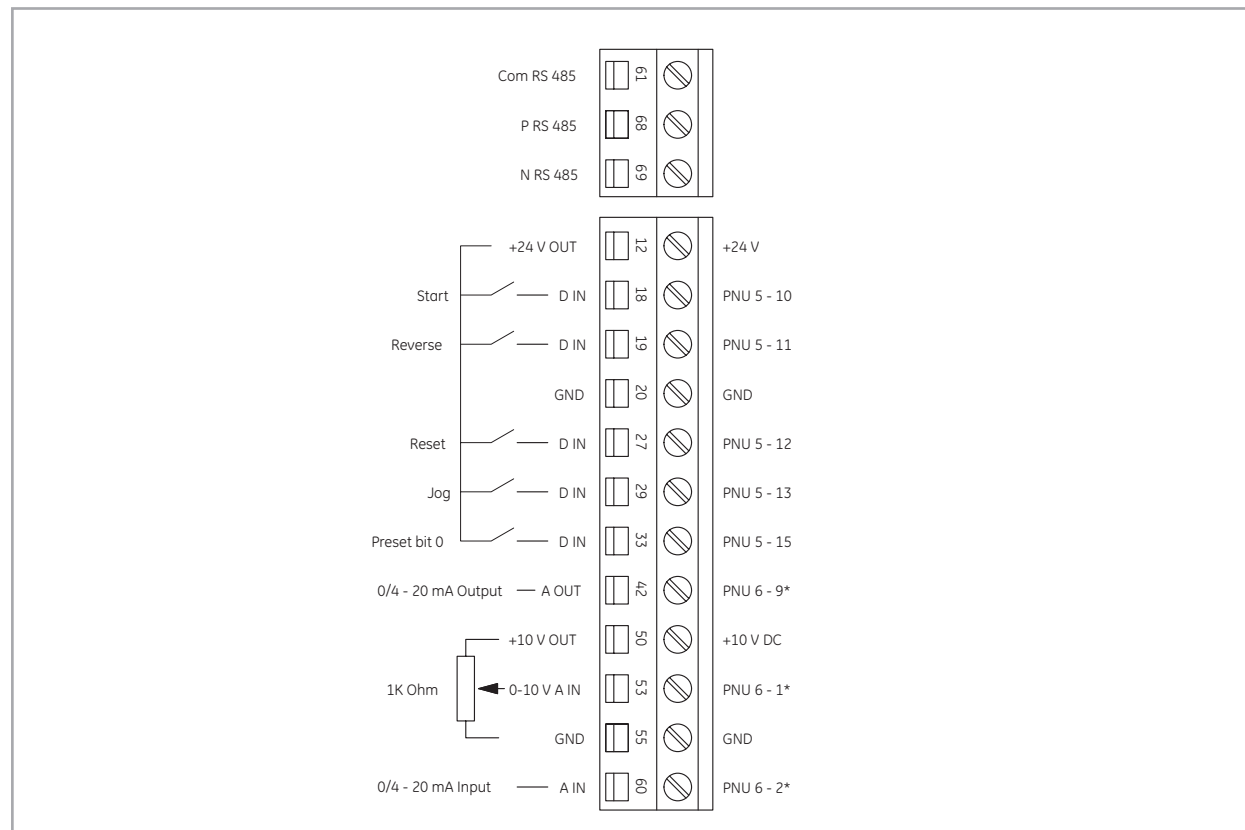 Com RS 485 61
P RS 485 68
N RS 485 69
+24 V OUT 12 +24 V
Start D IN 18 PNU 5 - 10
Reverse D IN 19 PNU 5 - 11
GND 20 GND
Reset D IN 27 PNU 5 - 12
Jog D IN 29 PNU 5 - 13
Preset bit 0 D IN 33 PNU 5 - 15
0/4 - 20 mA Output A OUT 42 PNU 6 - 9*
+10 V OUT 50 +10 V DC
1K Ohm 0-10 V A IN 53 PNU 6 - 1*
GND 55 GND
0/4 - 20 mA Input A IN 60 PNU 6 - 2*